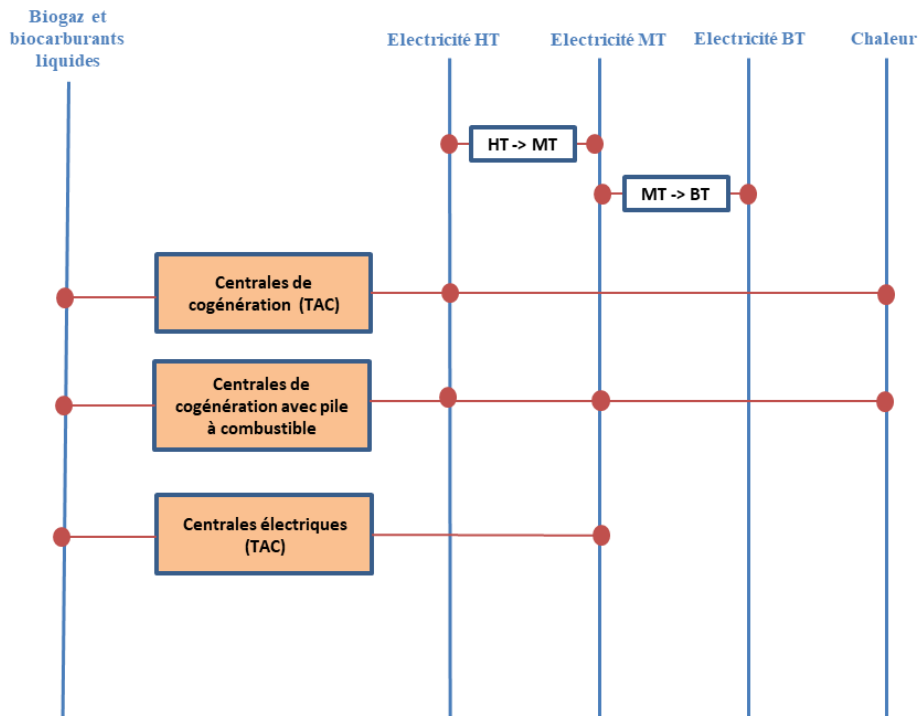 Biogaz et
biocarburants
liquides
Electricité HT
Electricité MT
Electricité BT
Chaleur
HT -> MT
MT -> BT
Centrales de
cogénération (TAC)
Centrales de
cogénération avec pile
à combustible
Centrales électriques
(TAC)